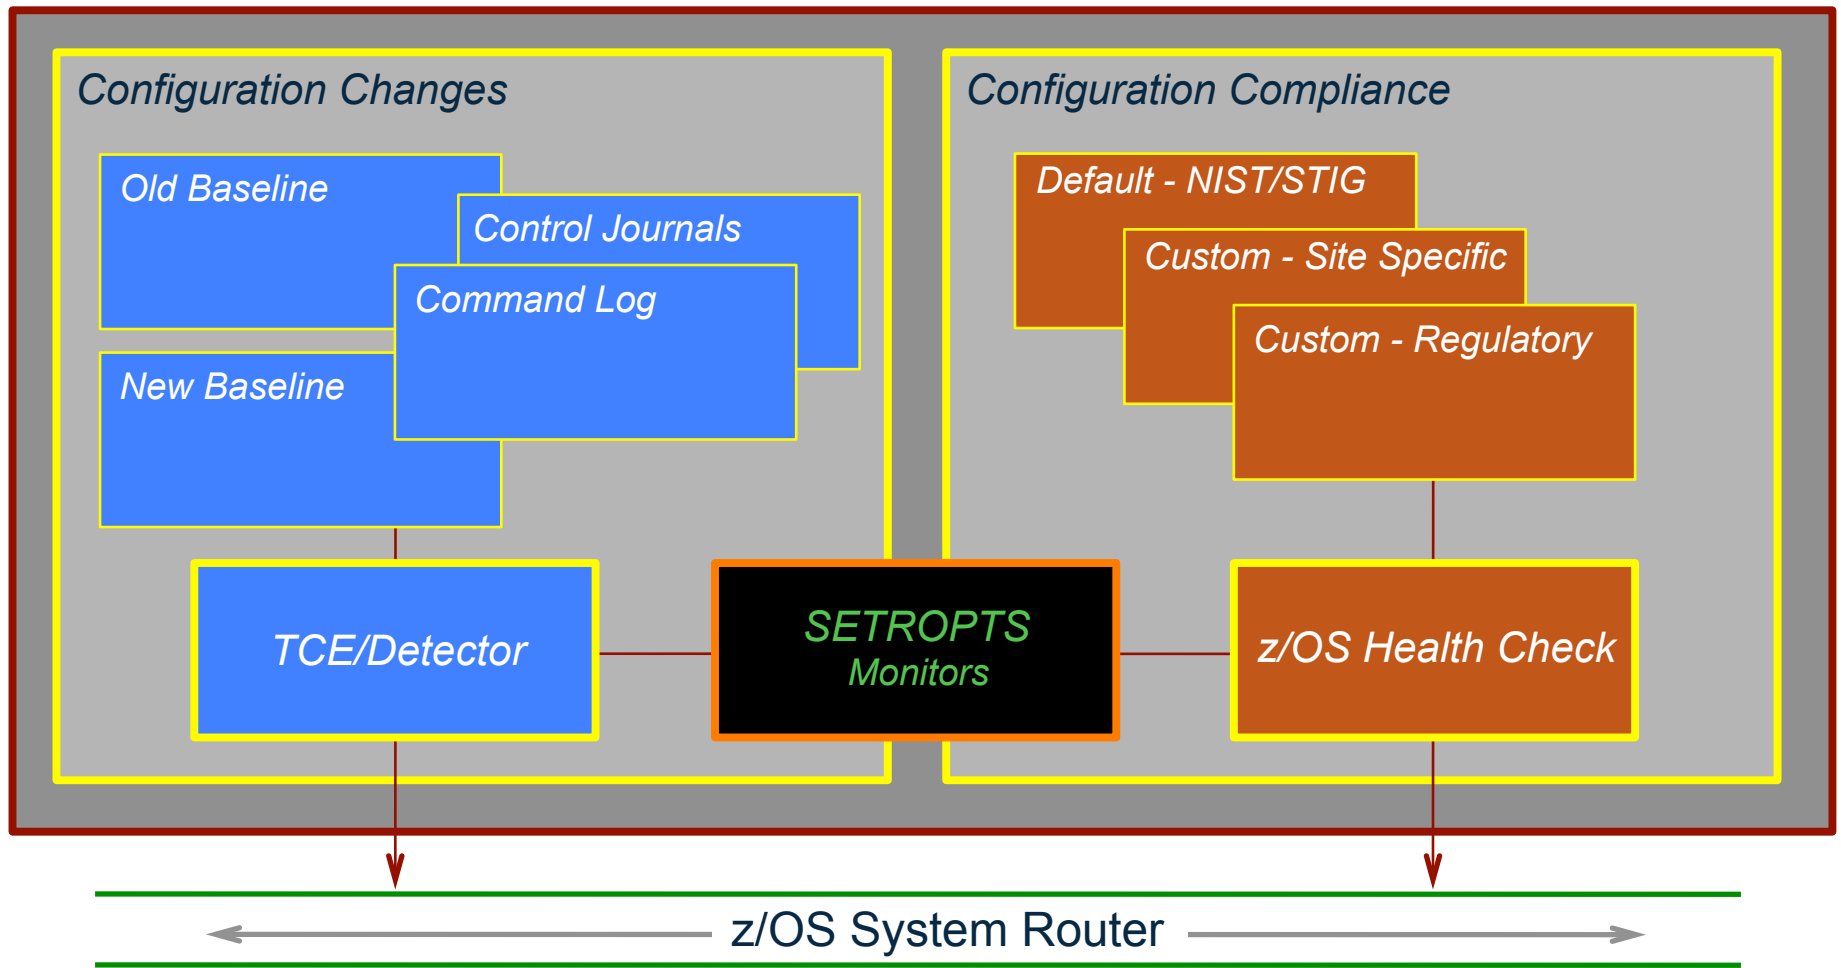 Configuration Changes
Old Baseline
Control Journals
Command Log
New Baseline
TCE/Detector
SETROPTS
Monitors
Configuration Compliance
Default - NIST/STIG
Custom - Site Specific
Custom - Regulatory
z/OS Health Check
z/OS System Router